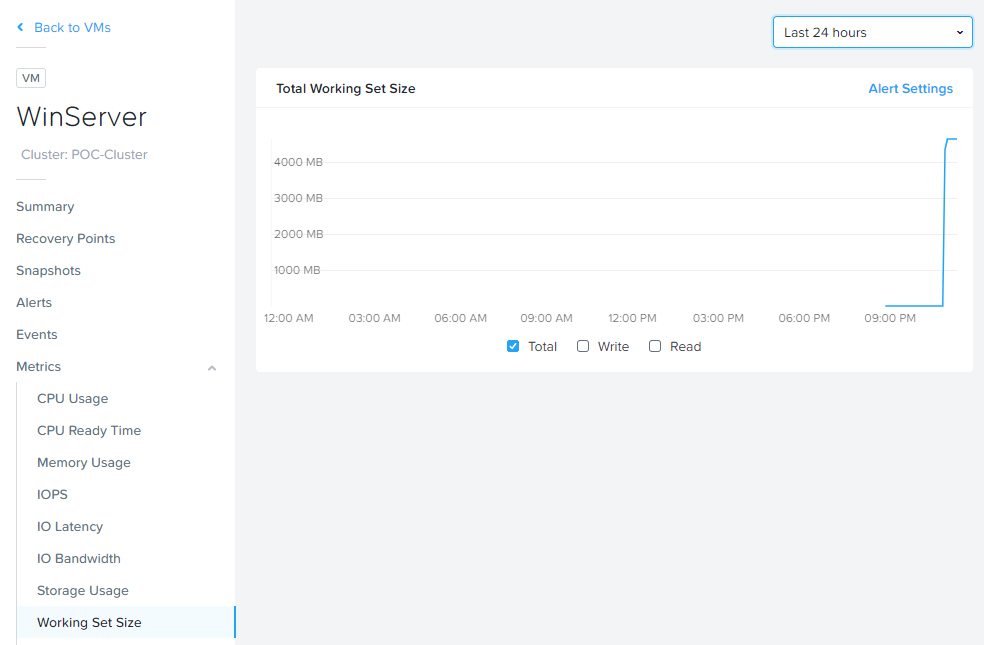 Back to VMs
VM
WinServer
Cluster: POC-Cluster
Summary
Recovery Points
Snapshots
Alerts
Events
Metrics
CPU Usage
CPU Ready Time
Memory Usage
IOPS
IO Latency
IO Bandwidth
Storage Usage
Working Set Size
Last 24 hours
Total Working Set Size Alert Settings
4000 MB
3000 MB
2000 MB
1000 MB
12:00 AM 03:00 AM 06:00 AM 09:00 AM 12:00 PM 03:00 PM 06:00 PM 09:00 PM
Total Write Read